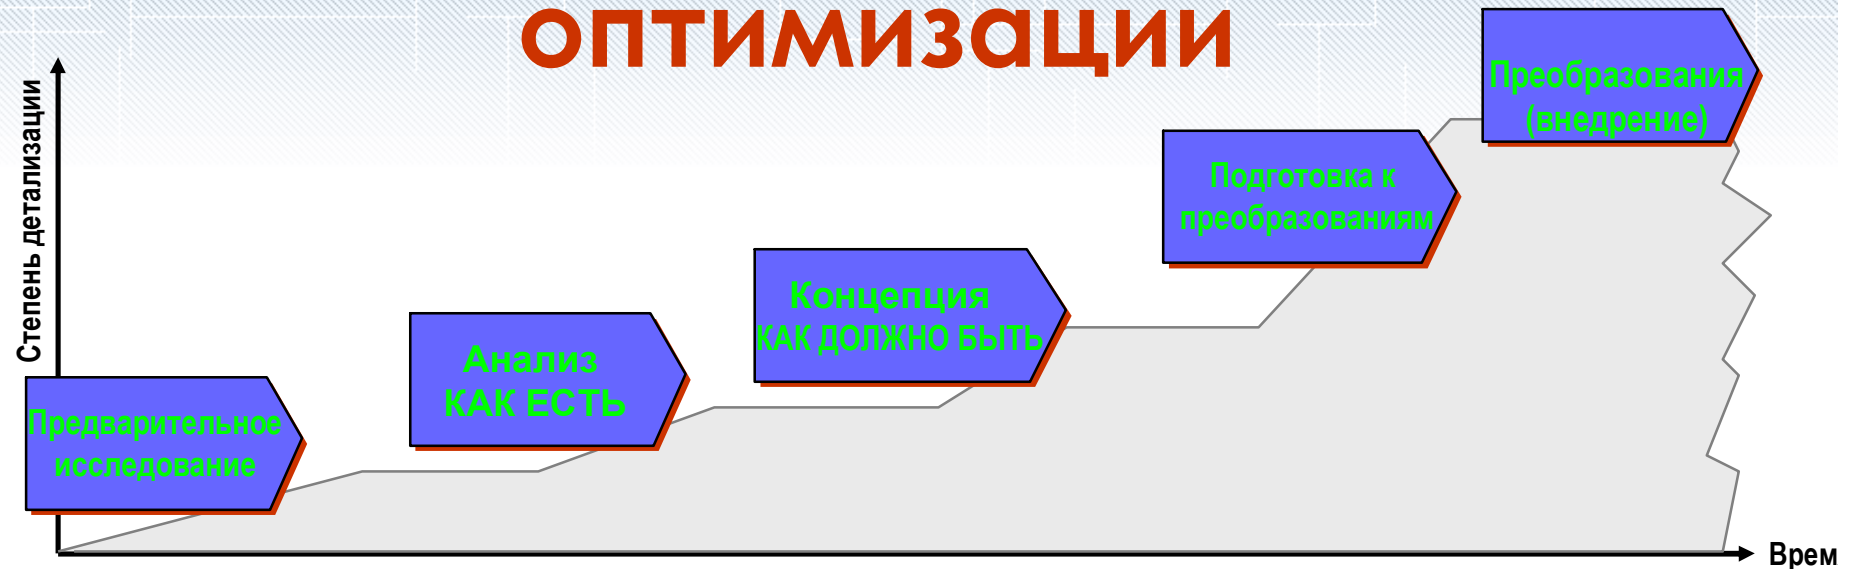 оптимизации
Степень детализации
Предварительное
исследование
Анализ
КАК ЕСТЬ
Концепция
КАК ДОЛЖНО БЫТЬ
Подготовка к
преобразованиям
Преобразования
(внедрение)
Врем